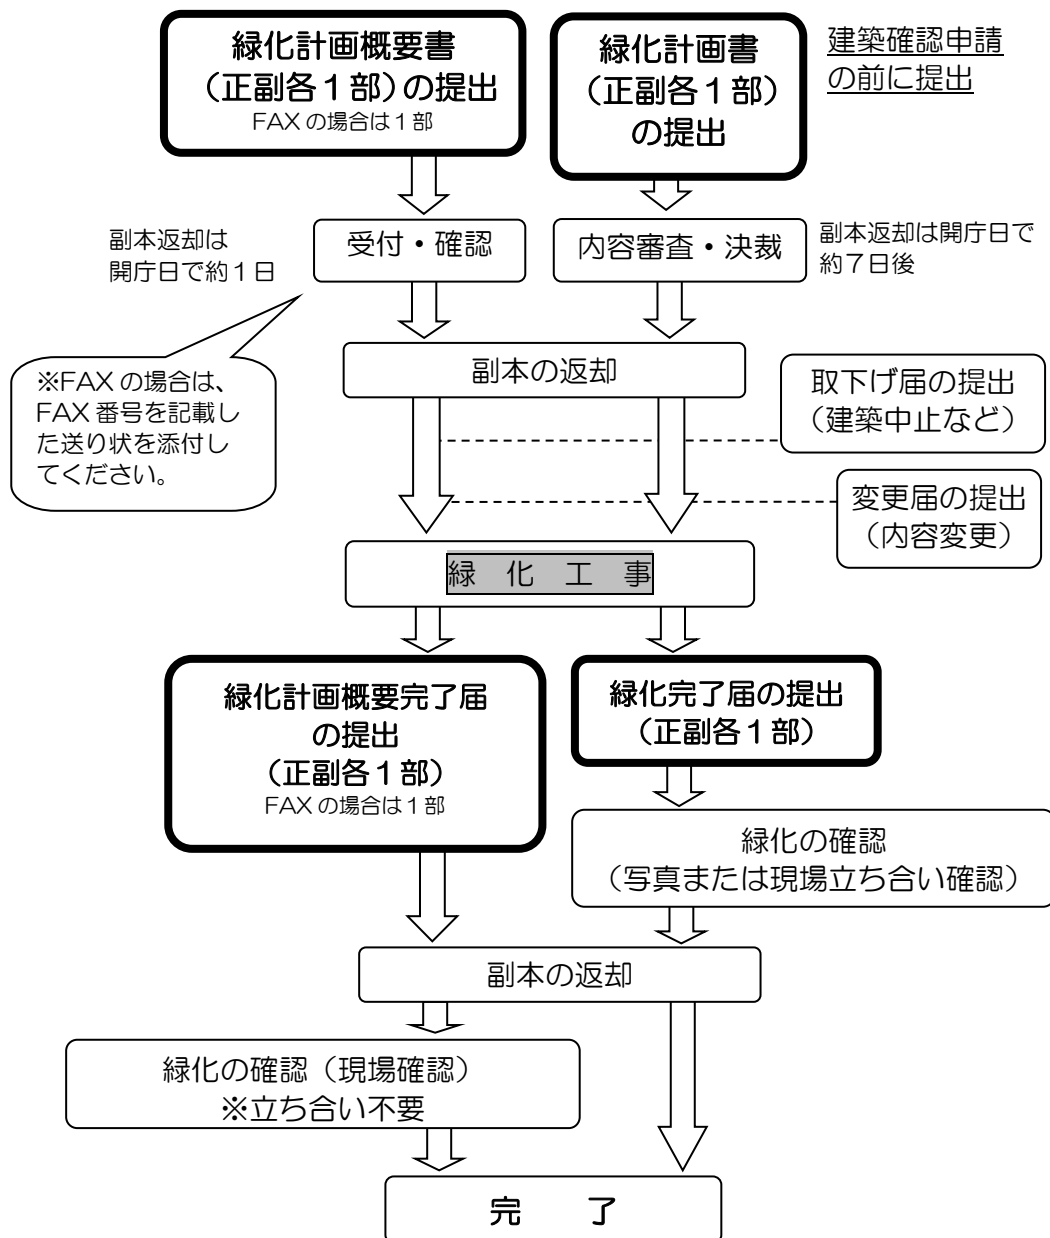 緑化計画概要書
（正副各１部）の提出
FAX の場合は１部
緑化計画書
（正副各１部）
の提出
建築確認申請
の前に提出
副本返却は
開庁日で約１日
受付・確認
内容審査・決裁
副本返却は開庁日で
約７日後
※FAX の場合は、
FAX 番号を記載し
た送り状を添付し
てください。
副本の返却
取下げ届の提出
（建築中止など）
変更届の提出
（内容変更）
緑　化　工　事
緑化計画概要完了届
の提出
（正副各１部）
FAX の場合は１部
緑化完了届の提出
（正副各１部）
緑化の確認
（写真または現場立ち合い確認）
副本の返却
緑化の確認（現場確認）
※立ち合い不要
完　　了